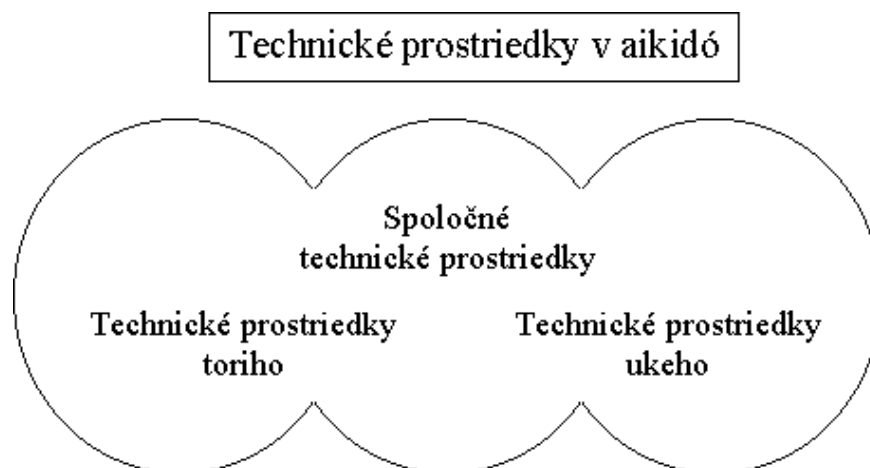 Technické prostriedky v aikidó
Spoločné
technické prostriedky
Technické prostriedky
toriho
Technické prostriedky
ukeho